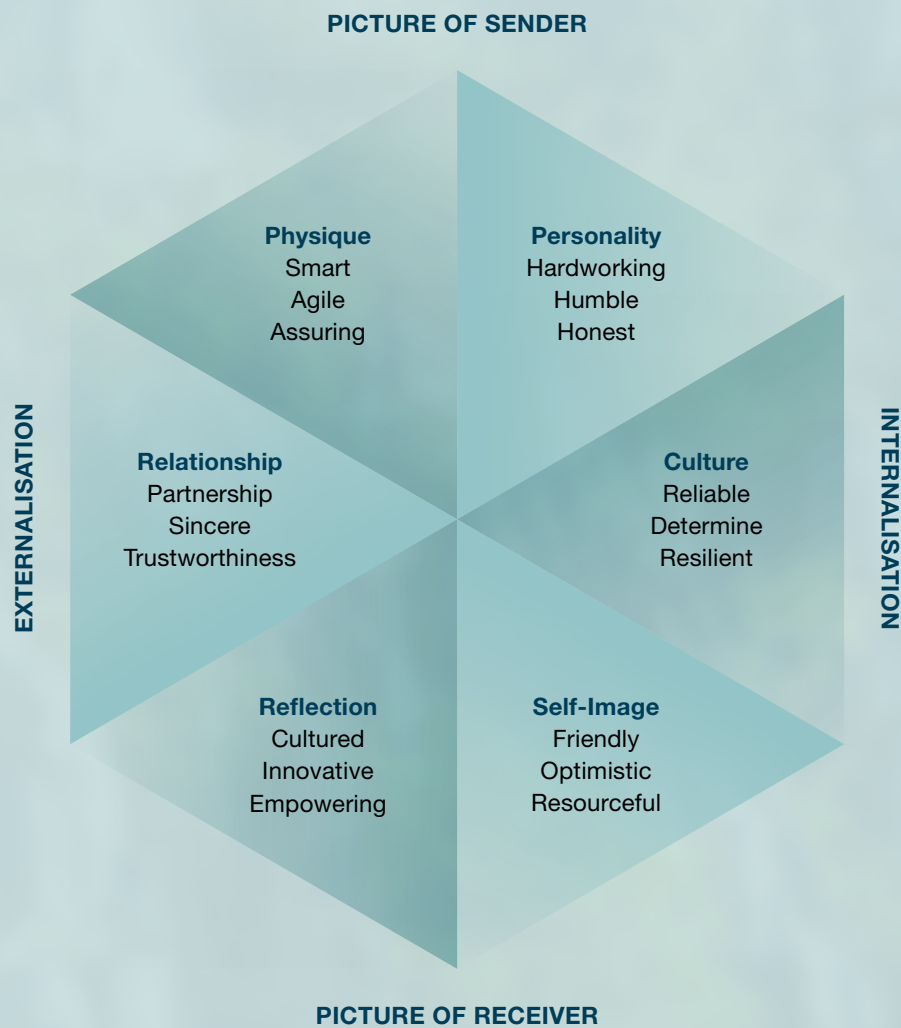 PICTURE OF SENDER
Physique
Smart
Agile
Assuring
Personality
Hardworking
Humble
Honest
EXTERNALISATION
Relationship
Partnership
Sincere
Trustworthiness
Culture
Reliable
Determine
Resilient
INTERNALISATION
Reflection
Cultured
Innovative
Empowering
Self-Image
Friendly
Optimistic
Resourceful
PICTURE OF RECEIVER